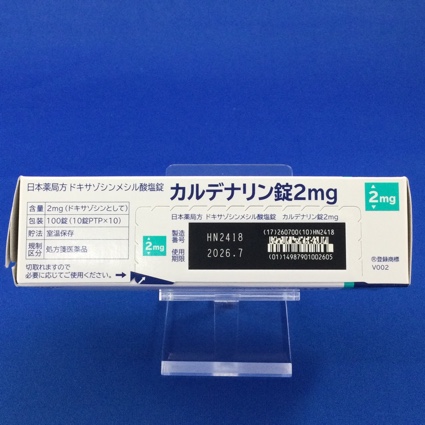 日本薬局方 ドキサゾシンメシル酸塩錠 カルデナリン錠2mg
2mg
含量 2mg(ドキサゾシンとして)
包装 100錠(10錠PTP×10)
貯法 室温保存
規制区分 処方箋医薬品
切取れますので
必要に応じてご使用ください。
日本薬局方 ドキサゾシンメシル酸塩錠 カルデナリン錠2mg
2mg
製造番号 HN2418
使用期限 2026.7
(17)260700(10)HN2418
(01)14987901002605
®登録商標
V002